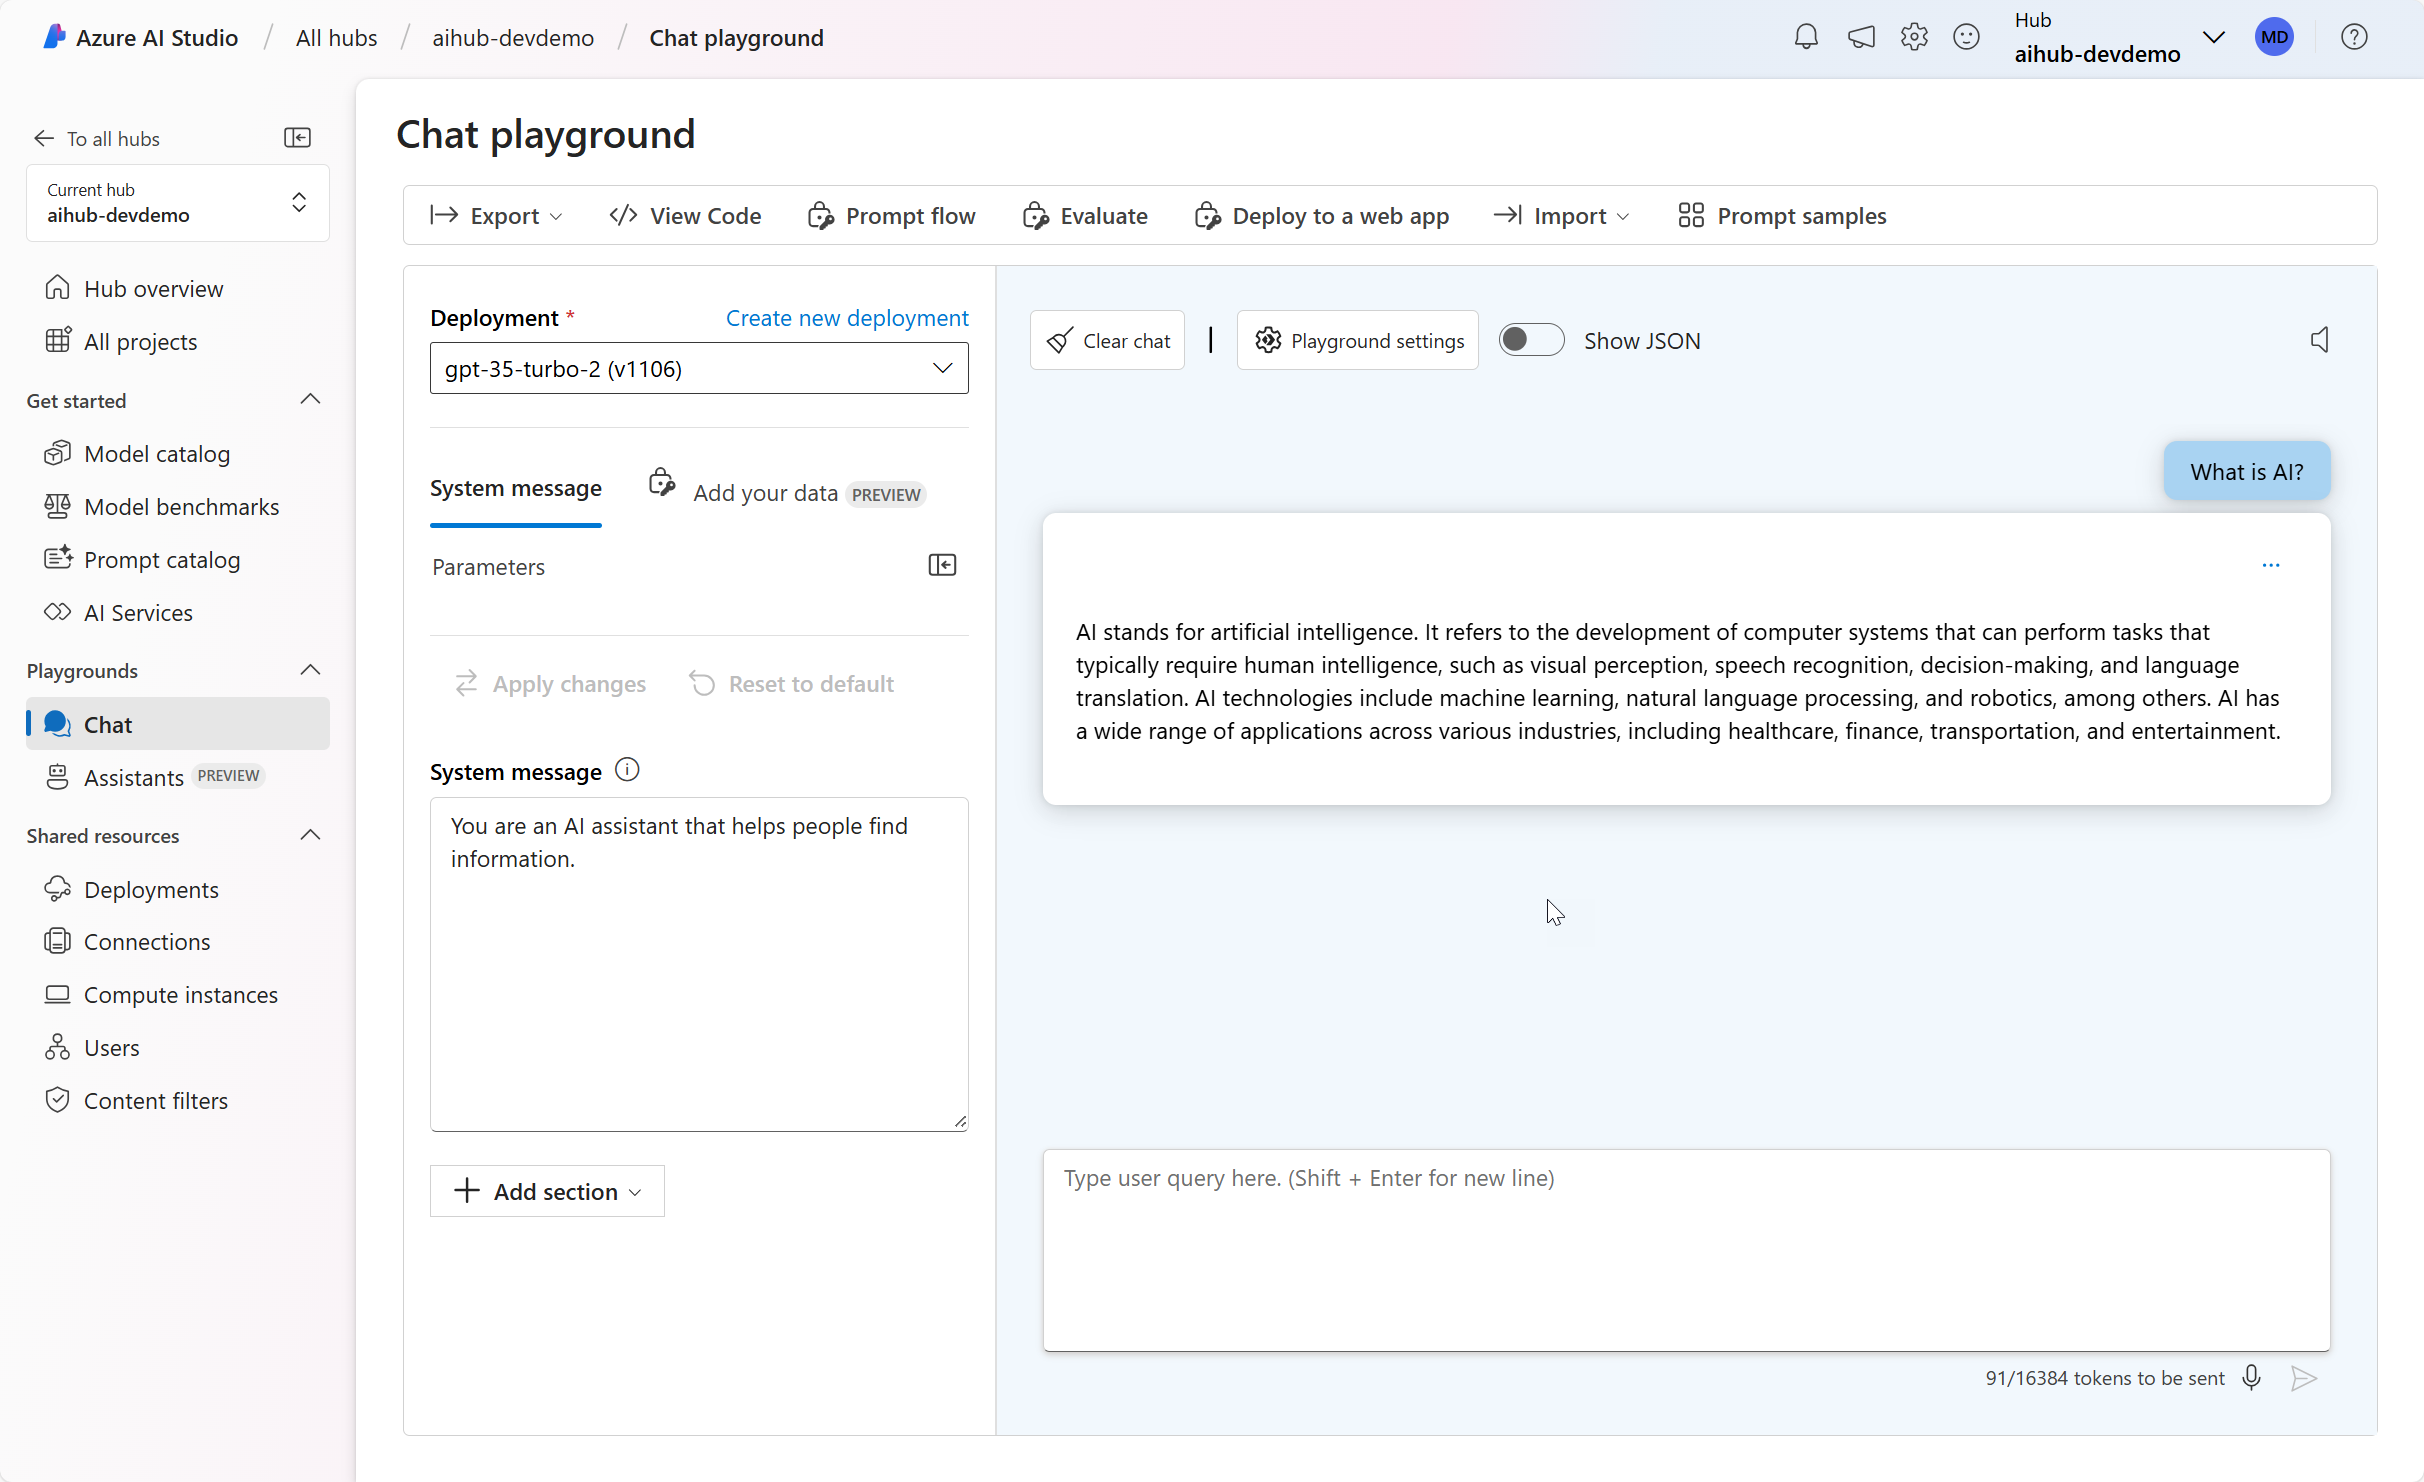 Azure AI Studio / All hubs / aihub-devdemo / Chat playground
Hub
aihub-devdemo
MD
To all hubs
Current hub
aihub-devdemo
Hub overview
All projects
Get started
Model catalog
Model benchmarks
Prompt catalog
AI Services
Playgrounds
Chat
Assistants PREVIEW
Shared resources
Deployments
Connections
Compute instances
Users
Content filters
Chat playground
Export
View Code
Prompt flow
Evaluate
Deploy to a web app
Import
Prompt samples
Deployment *
Create new deployment
gpt-35-turbo-2 (v1106)
System message
Add your data PREVIEW
Parameters
Apply changes
Reset to default
System message
You are an AI assistant that helps people find
information.
Add section
Clear chat
Playground settings
Show JSON
What is AI?
AI stands for artificial intelligence. It refers to the development of computer systems that can perform tasks that
typically require human intelligence, such as visual perception, speech recognition, decision-making, and language
translation. AI technologies include machine learning, natural language processing, and robotics, among others. AI has
a wide range of applications across various industries, including healthcare, finance, transportation, and entertainment.
Type user query here. (Shift + Enter for new line)
91/16384 tokens to be sent